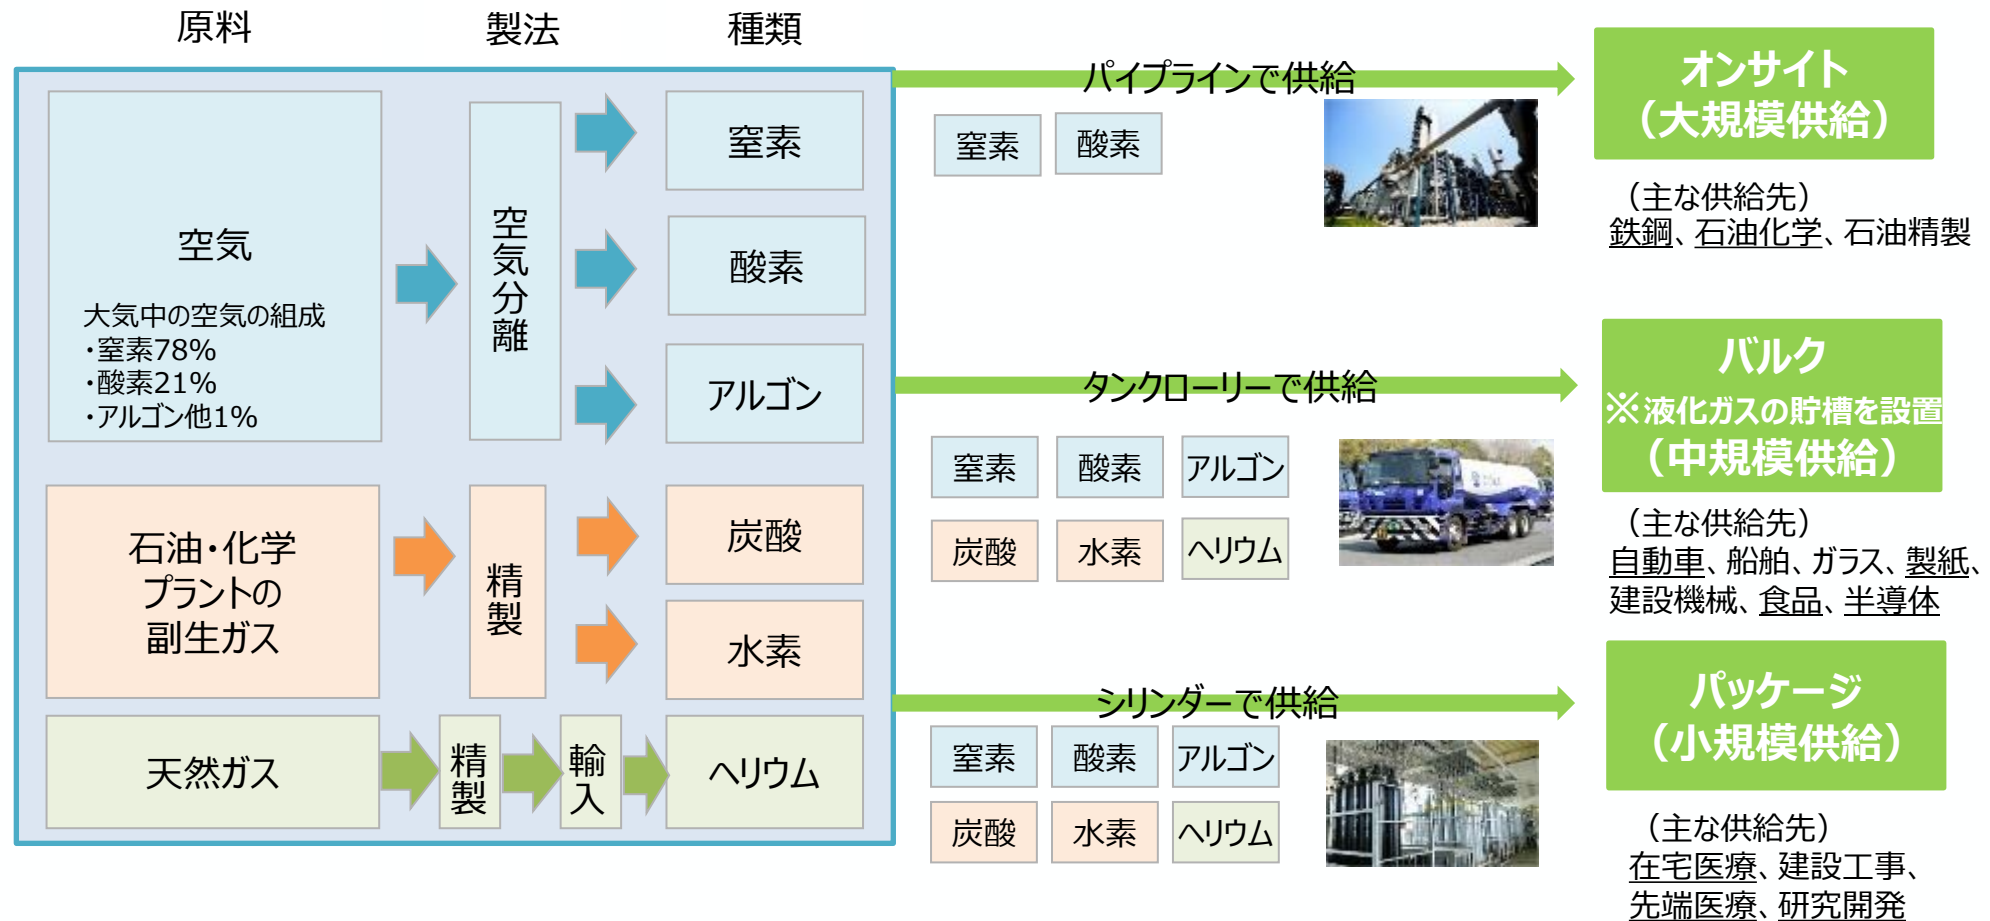 原料
製法
種類
空気
大気中の空気の組成
・窒素78%
・酸素21%
・アルゴン他1%
空気分離
窒素
酸素
アルゴン
石油・化学
プラントの
副生ガス
精製
炭酸
水素
天然ガス
精製
輸入
ヘリウム
パイプラインで供給
窒素
酸素
オンサイト
（大規模供給）
（主な供給先）
鉄鋼、石油化学、石油精製
タンクローリーで供給
窒素
酸素
アルゴン
炭酸
水素
ヘリウム
バルク
※液化ガスの貯槽を設置
（中規模供給）
（主な供給先）
自動車、船舶、ガラス、製紙、
建設機械、食品、半導体
シリンダーで供給
窒素
酸素
アルゴン
炭酸
水素
ヘリウム
パッケージ
（小規模供給）
（主な供給先）
在宅医療、建設工事、
先端医療、研究開発